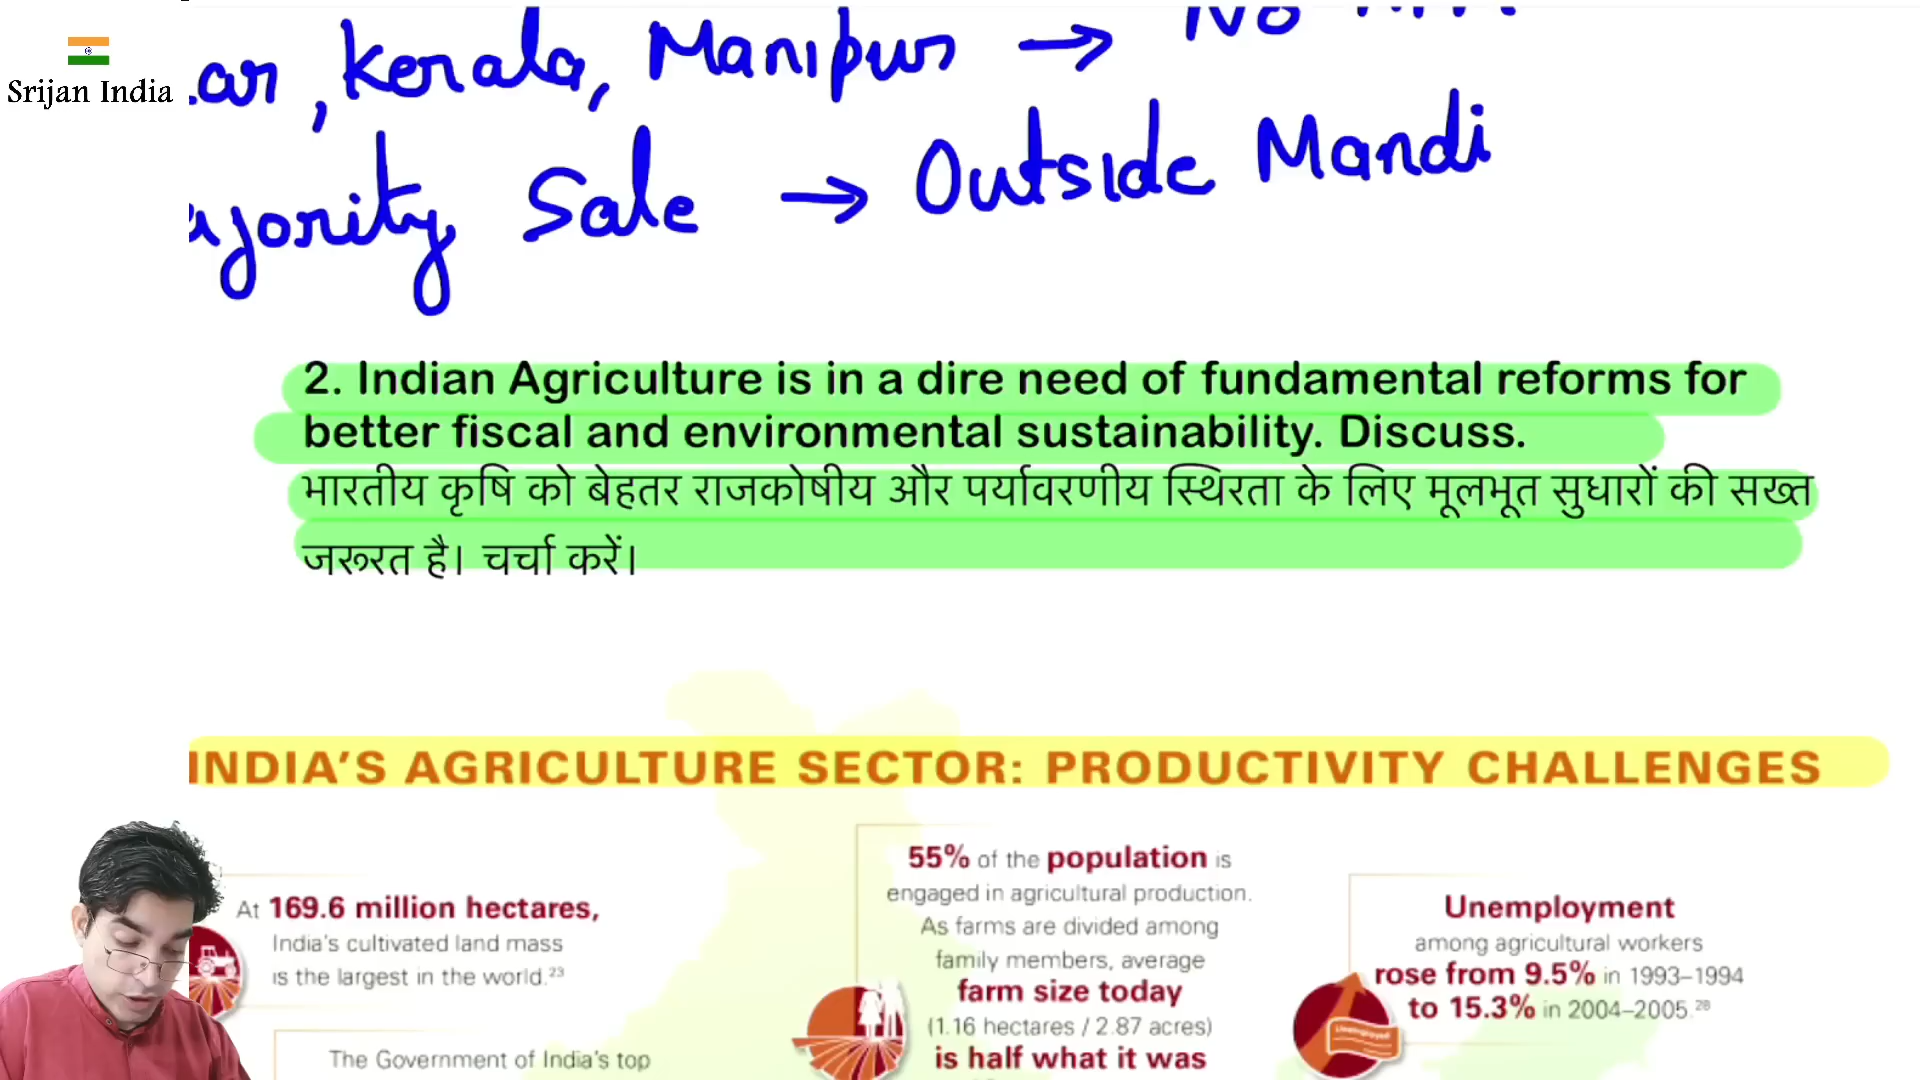 Srijan India
ar, Kerala, Manipur → No
ajority Sale → Outside Mandi
2. Indian Agriculture is in a dire need of fundamental reforms for
better fiscal and environmental sustainability. Discuss.
भारतीय कृषि को बेहतर राजकोषीय और पर्यावरणीय स्थिरता के लिए मूलभूत सुधारों की सख्त
जरूरत है। चर्चा करें।
INDIA'S AGRICULTURE SECTOR: PRODUCTIVITY CHALLENGES
At 169.6 million hectares,
India's cultivated land mass
is the largest in the world.23
The Government of India's top
55% of the population is
engaged in agricultural production.
As farms are divided among
family members, average
farm size today
(1.16 hectares / 2.87 acres)
is half what it was
Unemployment
among agricultural workers
rose from 9.5% in 1993–1994
to 15.3% in 2004–2005.28
Unemployed